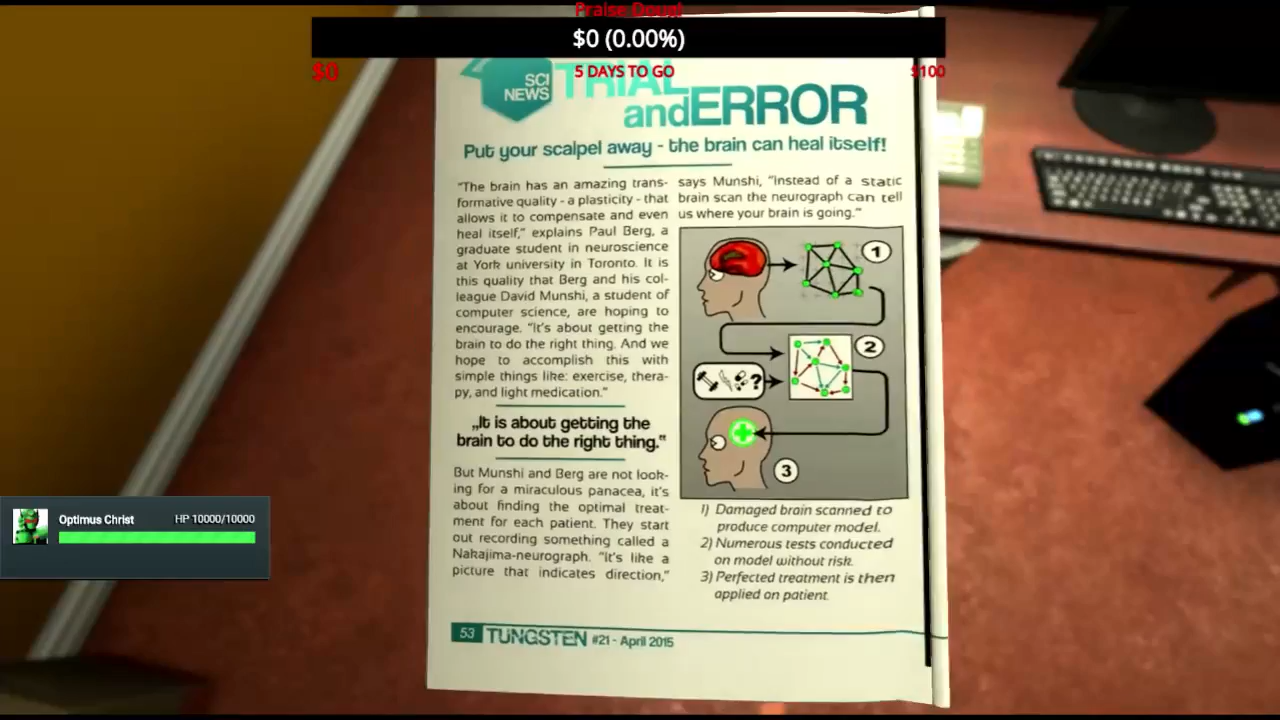 Praise Doug!
$0 (0.00%)
$0
5 DAYS TO GO
$100
SCI
NEWS
TRIAL
and ERROR
Put your scalpel away - the brain can heal itself!
"The brain has an amazing trans-
formative quality - a plasticity - that
allows it to compensate and even
heal itself," explains Paul Berg, a
graduate student in neuroscience
at York university in Toronto. It is
this quality that Berg and his col-
league David Munshi, a student of
computer science, are hoping to
encourage. "It's about getting the
brain to do the right thing. And we
hope to accomplish this with
simple things like: exercise, thera-
py, and light medication."
„It is about getting the
brain to do the right thing."
But Munshi and Berg are not look-
ing for a miraculous panacea, it's
about finding the optimal treat-
ment for each patient. They start
out recording something called a
Nakajima-neurograph. "It's like a
picture that indicates direction,"
says Munshi, "Instead of a static
brain scan the neurograph can tell
us where your brain is going."
1
2
?
3
1) Damaged brain scanned to
produce computer model.
2) Numerous tests conducted
on model without risk.
3) Perfected treatment is then
applied on patient.
53 TUNGSTEN #21 - April 2015
Optimus Christ HP 10000/10000